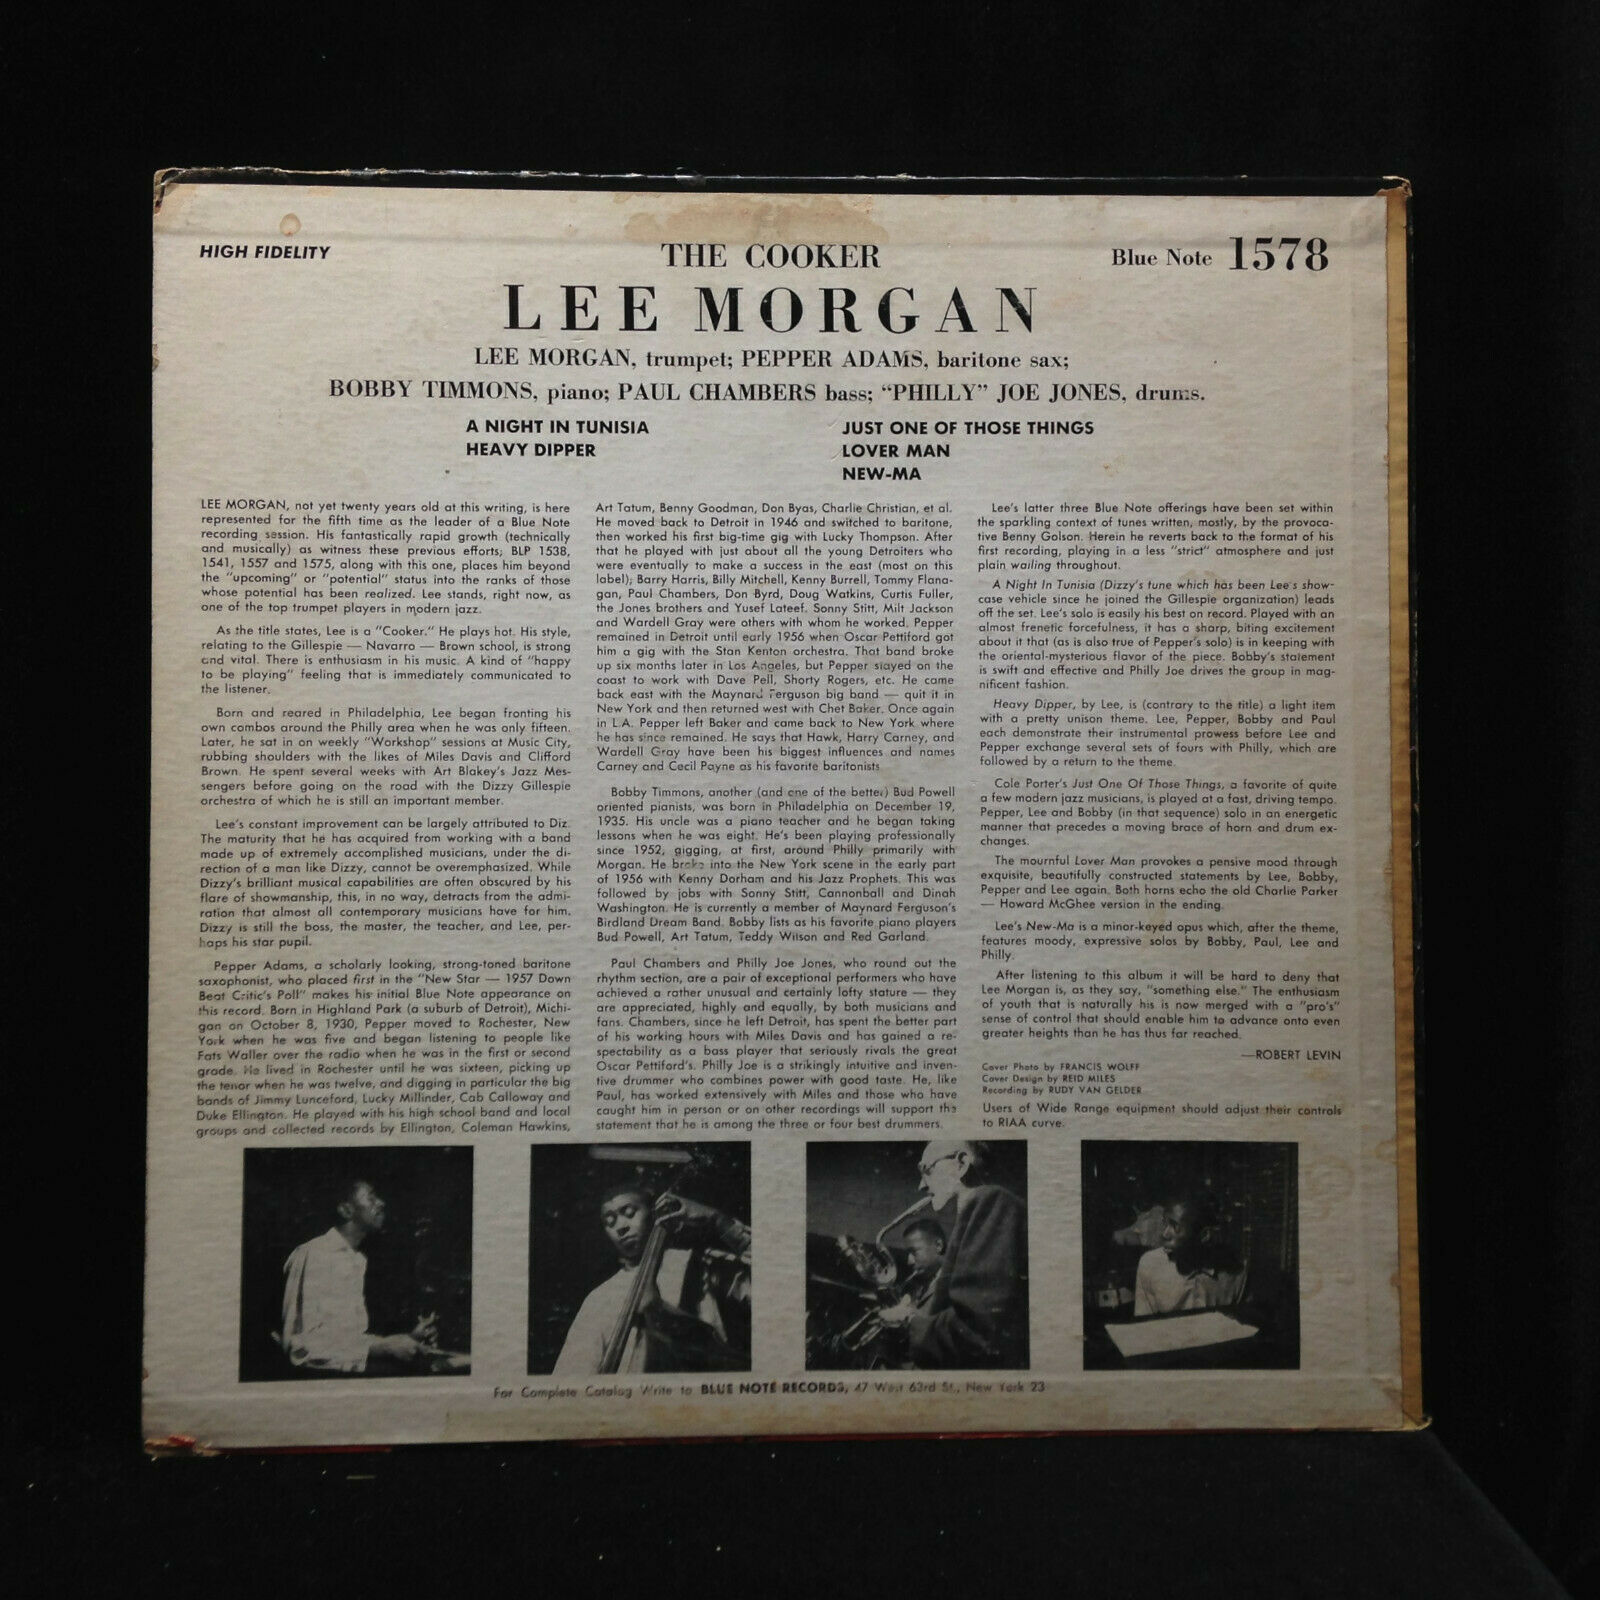 HIGH FIDELITY
THE COOKER
Blue Note 1578
LEE MORGAN
LEE MORGAN, trumpet; PEPPER ADAMS, baritone sax;
BOBBY TIMMONS, piano; PAUL CHAMBERS bass; “PHILLY” JOE JONES, drums.
A NIGHT IN TUNISIA
HEAVY DIPPER
JUST ONE OF THOSE THINGS
LOVER MAN
NEW-MA
LEE MORGAN, not yet twenty years old at this writing, is here
represented for the fifth time as the leader of a Blue Note
recording session. His fantastically rapid growth (technically
and musically) as witness these previous efforts; BLP 1538,
1541, 1557 and 1575, along with this one, places him beyond
the "upcoming" or "potential" status into the ranks of those
whose potential has been realized. Lee stands, right now, as
one of the top trumpet players in modern jazz.
As the title states, Lee is a "Cooker." He plays hot. His style,
relating to the Gillespie — Navarro — Brown school, is strong
and vital. There is enthusiasm in his music. A kind of "happy
to be playing" feeling that is immediately communicated to
the listener.
Born and reared in Philadelphia, Lee began fronting his
own combos around the Philly area when he was only fifteen.
Later, he sat in on weekly "Workshop" sessions at Music City,
rubbing shoulders with the likes of Miles Davis and Clifford
Brown. He spent several weeks with Art Blakey's Jazz Mes-
sengers before going on the road with the Dizzy Gillespie
orchestra of which he is still an important member.
Lee's constant improvement can be largely attributed to Diz.
The maturity that he has acquired from working with a band
made up of extremely accomplished musicians, under the di-
rection of a man like Dizzy, cannot be overemphasized. While
Dizzy's brilliant musical capabilities are often obscured by his
flare of showmanship, this, in no way, detracts from the admi-
ration that almost all contemporary musicians have for him.
Dizzy is still the boss, the master, the teacher, and Lee, per-
haps his star pupil.
Pepper Adams, a scholarly looking, strong-toned baritone
saxophonist, who placed first in the "New Star — 1957 Down
Beat Critic's Poll" makes his initial Blue Note appearance on
this record. Born in Highland Park (a suburb of Detroit), Michi-
gan on October 8, 1930, Pepper moved to Rochester, New
York when he was five and began listening to people like
Fats Waller over the radio when he was in the first or second
grade. He lived in Rochester until he was sixteen, picking up
the tenor when he was twelve, and digging in particular the big
bands of Jimmy Lunceford, Lucky Millinder, Cab Calloway and
Duke Ellington. He played with his high school band and local
groups and collected records by Ellington, Coleman Hawkins,
Art Tatum, Benny Goodman, Don Byas, Charlie Christian, et al.
He moved back to Detroit in 1946 and switched to baritone,
then worked his first big-time gig with Lucky Thompson. After
that he played with just about all the young Detroiters who
were eventually to make a success in the east (most on this
label); Barry Harris, Billy Mitchell, Kenny Burrell, Tommy Flana-
gan, Paul Chambers, Don Byrd, Doug Watkins, Curtis Fuller,
the Jones brothers and Yusef Lateef. Sonny Stitt, Milt Jackson
and Wardell Gray were others with whom he worked. Pepper
remained in Detroit until early 1956 when Oscar Pettiford got
him a gig with the Stan Kenton orchestra. That band broke
up six months later in Los Angeles, but Pepper stayed on the
coast to work with Dave Pell, Shorty Rogers, etc. He came
back east with the Maynard Ferguson big band — quit it in
New York and then returned west with Chet Baker. Once again
in L.A. Pepper left Baker and came back to New York where
he has since remained. He says that Hawk, Harry Carney, and
Wardell Gray have been his biggest influences and names
Carney and Cecil Payne as his favorite baritonists
Bobby Timmons, another (and one of the better) Bud Powell
oriented pianists, was born in Philadelphia on December 19,
1935. His uncle was a piano teacher and he began taking
lessons when he was eight. He's been playing professionally
since 1952, gigging, at first, around Philly primarily with
Morgan. He broke into the New York scene in the early part
of 1956 with Kenny Dorham and his Jazz Prophets. This was
followed by jobs with Sonny Stitt, Cannonball and Dinah
Washington. He is currently a member of Maynard Ferguson's
Birdland Dream Band. Bobby lists as his favorite piano players
Bud Powell, Art Tatum, Teddy Wilson and Red Garland.
Paul Chambers and Philly Joe Jones, who round out the
rhythm section, are a pair of exceptional performers who have
achieved a rather unusual and certainly lofty stature — they
are appreciated, highly and equally, by both musicians and
fans. Chambers, since he left Detroit, has spent the better part
of his working hours with Miles Davis and has gained a re-
spectability as a bass player that seriously rivals the great
Oscar Pettiford's. Philly Joe is a strikingly intuitive and inven-
tive drummer who combines power with good taste. He, like
Paul, has worked extensively with Miles and those who have
caught him in person or on other recordings will support the
statement that he is among the three or four best drummers.
Lee's latter three Blue Note offerings have been set within
the sparkling context of tunes written, mostly, by the provoca-
tive Benny Golson. Herein he reverts back to the format of his
first recording, playing in a less "strict" atmosphere and just
plain wailing throughout.
A Night In Tunisia (Dizzy's tune which has been Lee's show-
case vehicle since he joined the Gillespie organization) leads
off the set. Lee's solo is easily his best on record. Played with an
almost frenetic forcefulness, it has a sharp, biting excitement
about it that (as is also true of Pepper's solo) is in keeping with
the oriental-mysterious flavor of the piece. Bobby's statement
is swift and effective and Philly Joe drives the group in mag-
nificent fashion.
Heavy Dipper, by Lee, is (contrary to the title) a light item
with a pretty unison theme. Lee, Pepper, Bobby and Paul
each demonstrate their instrumental prowess before Lee and
Pepper exchange several sets of fours with Philly, which are
followed by a return to the theme.
Cole Porter's Just One Of Those Things, a favorite of quite
a few modern jazz musicians, is played at a fast, driving tempo.
Pepper, Lee and Bobby (in that sequence) solo in an energetic
manner that precedes a moving brace of horn and drum ex-
changes.
The mournful Lover Man provokes a pensive mood through
exquisite, beautifully constructed statements by Lee, Bobby,
Pepper and Lee again. Both horns echo the old Charlie Parker
— Howard McGhee version in the ending.
Lee's New-Ma is a minor-keyed opus which, after the theme,
features moody, expressive solos by Bobby, Paul, Lee and
Philly.
After listening to this album it will be hard to deny that
Lee Morgan is, as they say, "something else." The enthusiasm
of youth that is naturally his is now merged with a "pro's"
sense of control that should enable him to advance onto even
greater heights than he has thus far reached.
—ROBERT LEVIN
Cover Photo by FRANCIS WOLFF
Cover Design by REID MILES
Recording by RUDY VAN GELDER
Users of Wide Range equipment should adjust their controls
to RIAA curve.
For Complete Catalog Write to BLUE NOTE RECORDS, 47 West 63rd St., New York 23